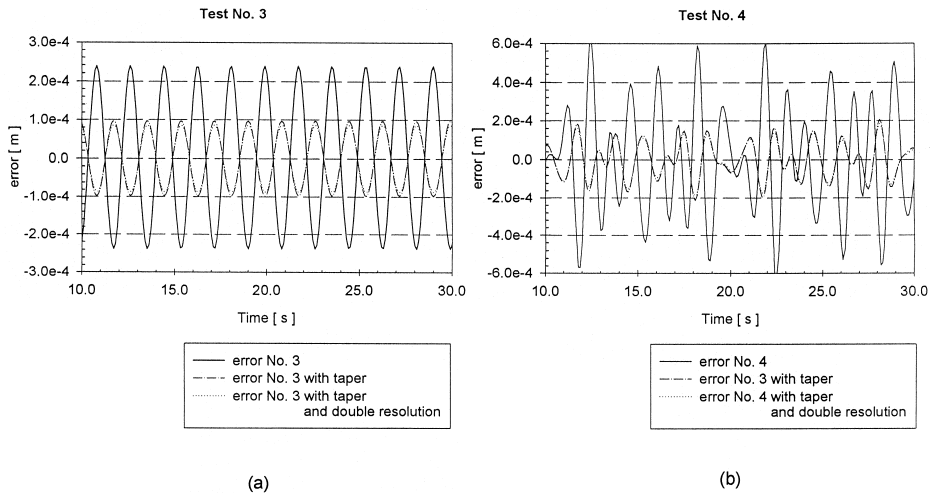 Test No. 3
3.0e-4
2.0e-4
1.0e-4
0.0
-1.0e-4
-2.0e-4
-3.0e-4
error [ m ]
10.0 15.0 20.0 25.0 30.0
Time [ s ]
error No. 3
error No. 3 with taper
error No. 3 with taper
and double resolution
(a)
Test No. 4
6.0e-4
4.0e-4
2.0e-4
0.0
-2.0e-4
-4.0e-4
-6.0e-4
error [ m ]
10.0 15.0 20.0 25.0 30.0
Time [ s ]
error No. 4
error No. 3 with taper
error No. 4 with taper
and double resolution
(b)